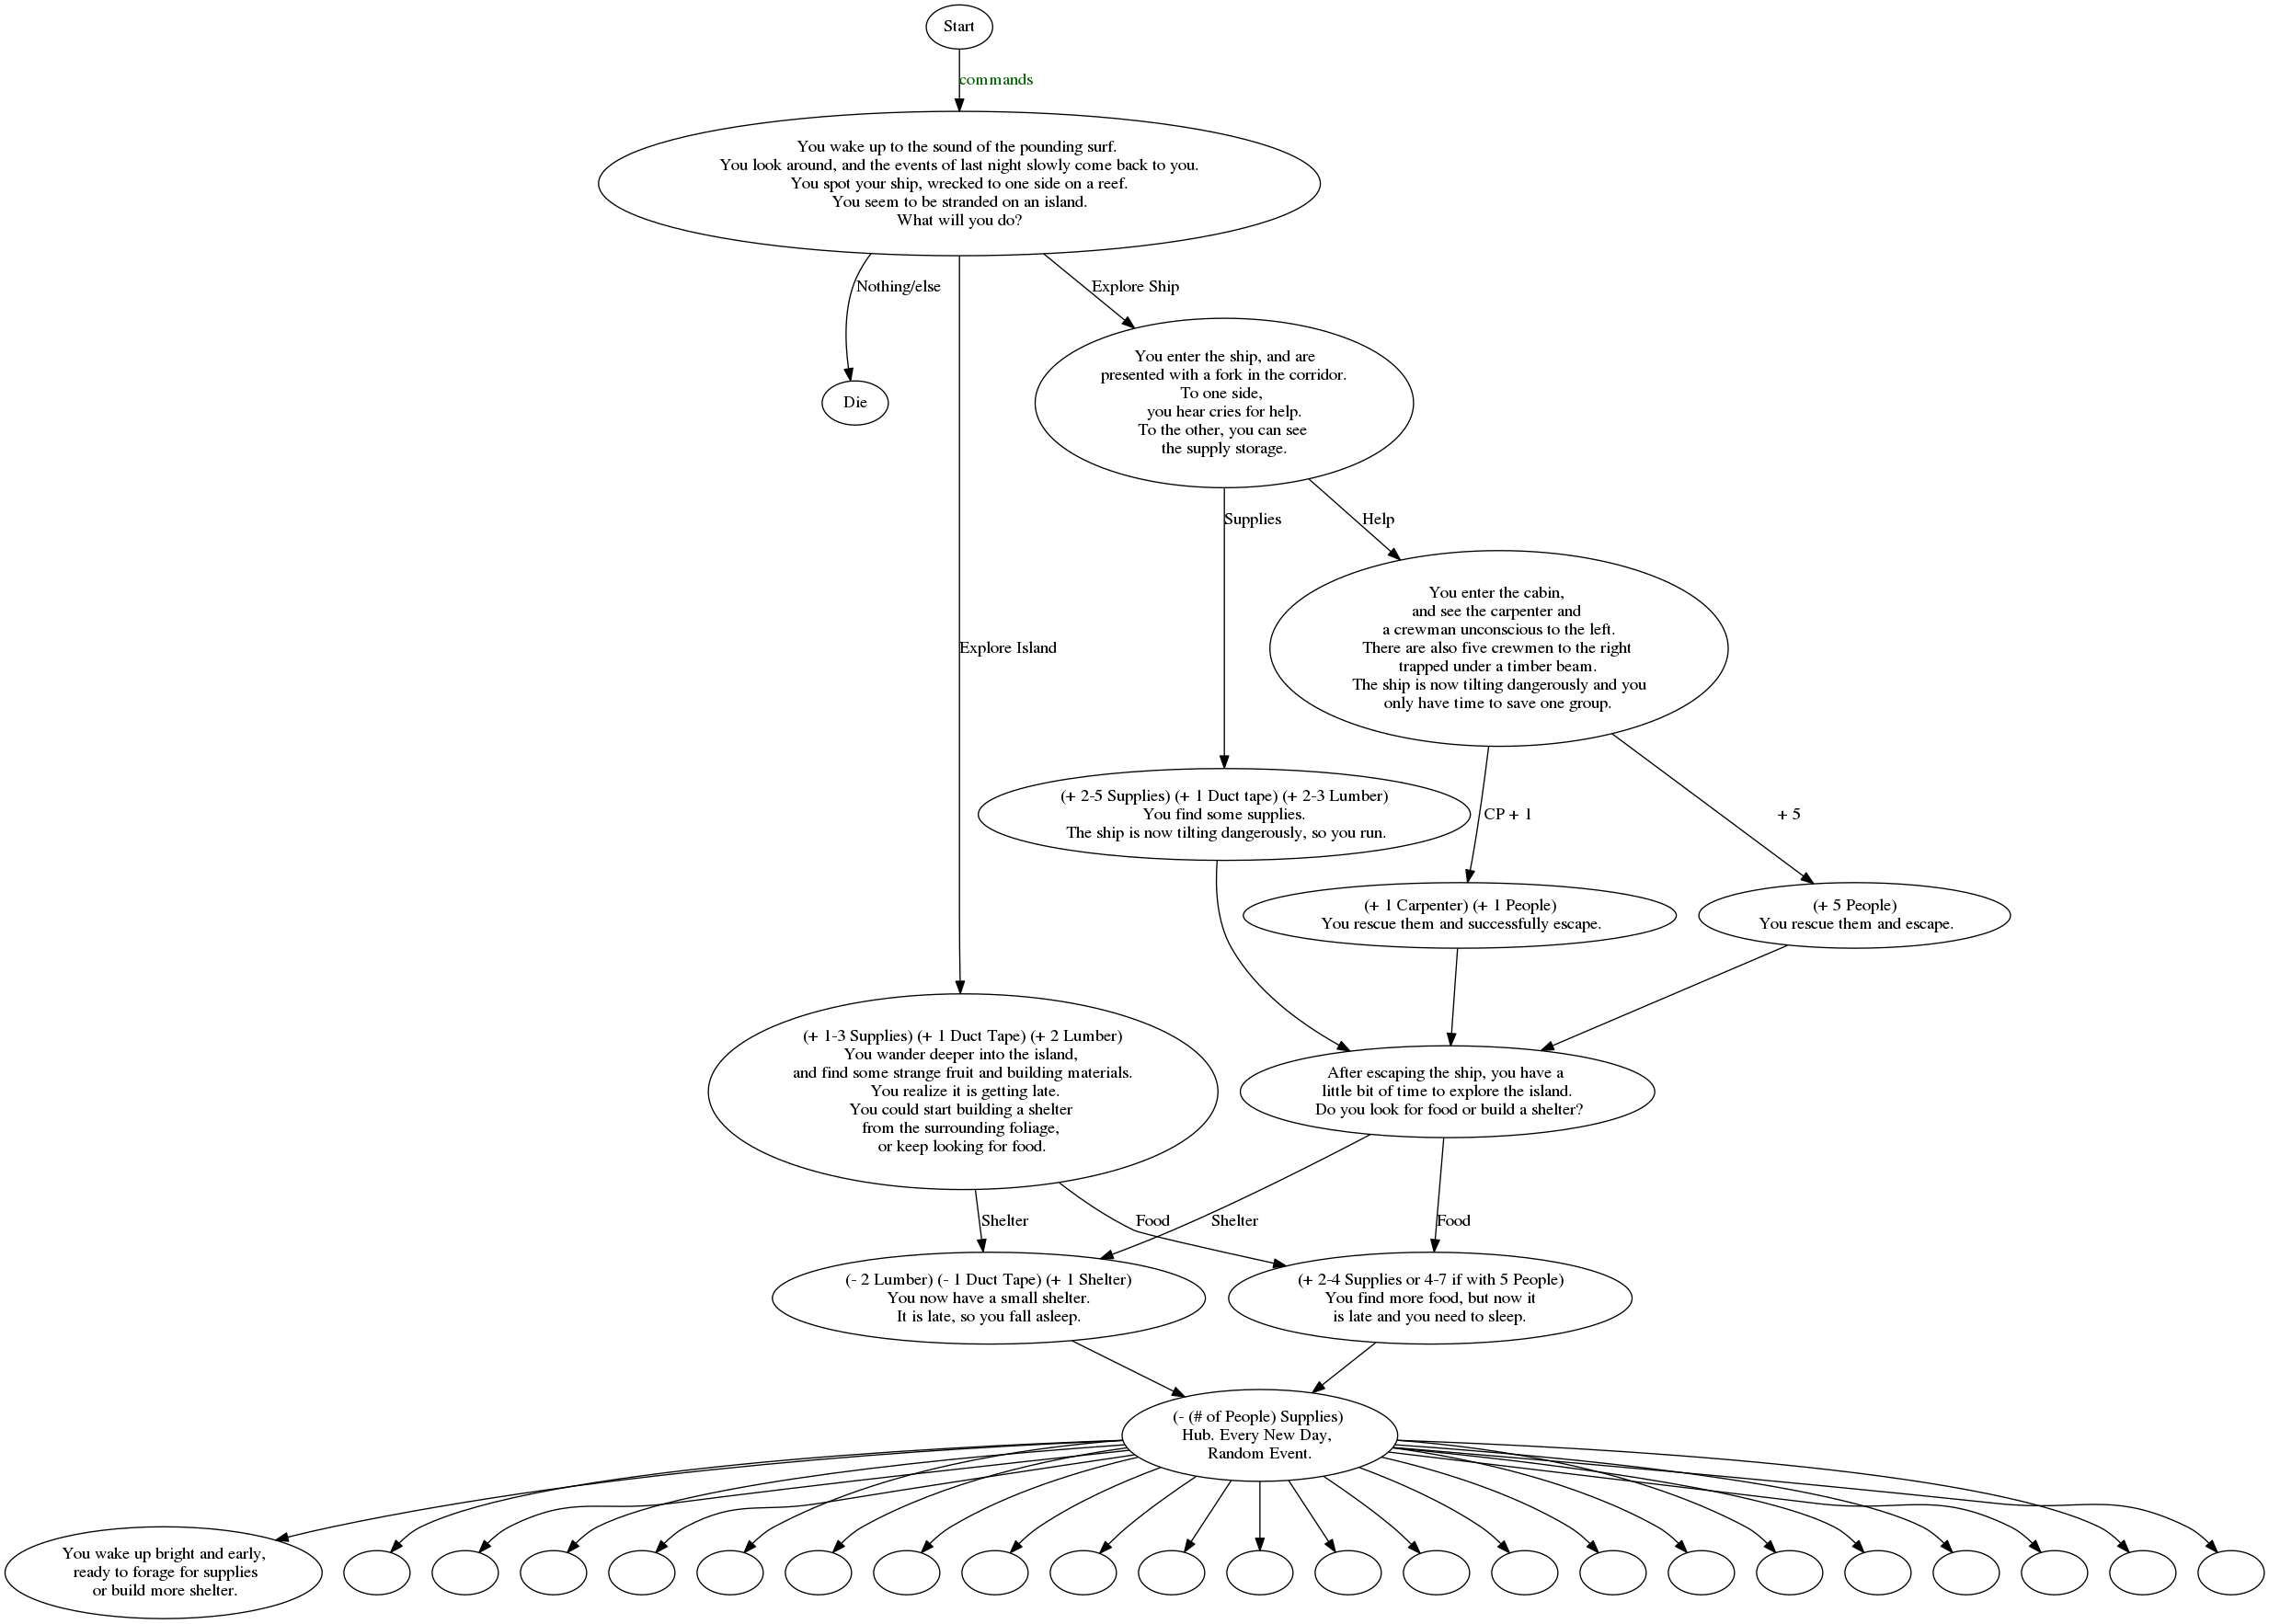 Start
commands
You wake up to the sound of the pounding surf.
You look around, and the events of last night slowly come back to you.
You spot your ship, wrecked to one side on a reef.
You seem to be stranded on an island.
What will you do?
Nothing/else
Explore Ship
Die
You enter the ship, and are
presented with a fork in the corridor.
To one side,
you hear cries for help.
To the other, you can see
the supply storage.
Supplies
Help
Explore Island
You enter the cabin,
and see the carpenter and
a crewman unconscious to the left.
There are also five crewmen to the right
trapped under a timber beam.
The ship is now tilting dangerously and you
only have time to save one group.
(+ 2-5 Supplies) (+ 1 Duct tape) (+ 2-3 Lumber)
You find some supplies.
The ship is now tilting dangerously, so you run.
CP + 1
+ 5
(+ 1 Carpenter) (+ 1 People)
You rescue them and successfully escape.
(+ 5 People)
You rescue them and escape.
(+ 1-3 Supplies) (+ 1 Duct Tape) (+ 2 Lumber)
You wander deeper into the island,
and find some strange fruit and building materials.
You realize it is getting late.
You could start building a shelter
from the surrounding foliage,
or keep looking for food.
After escaping the ship, you have a
little bit of time to explore the island.
Do you look for food or build a shelter?
Shelter
Food
Shelter
Food
(- 2 Lumber) (- 1 Duct Tape) (+ 1 Shelter)
You now have a small shelter.
It is late, so you fall asleep.
(+ 2-4 Supplies or 4-7 if with 5 People)
You find more food, but now it
is late and you need to sleep.
(- (# of People) Supplies)
Hub. Every New Day,
Random Event.
You wake up bright and early,
ready to forage for supplies
or build more shelter.